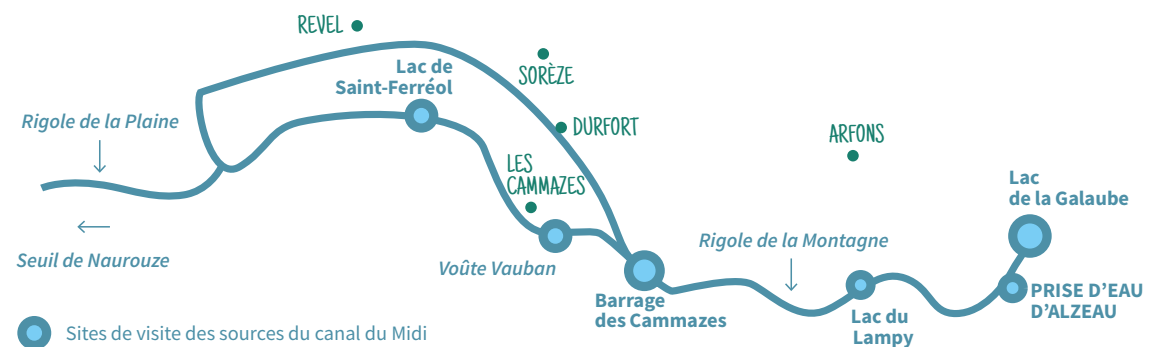 REVEL
SORÈZE
Lac de
Saint-Ferréol
Rigole de la Plaine
DURFORT
ARFONS
LES
CAMMAZES
Lac
de la Galaube
Rigole de la Montagne
Seuil de Naurouze
Voûte Vauban
PRISE D’EAU
D’ALZEAU
Barrage
des Cammazes
Lac du
Lampy
Sites de visite des sources du canal du Midi